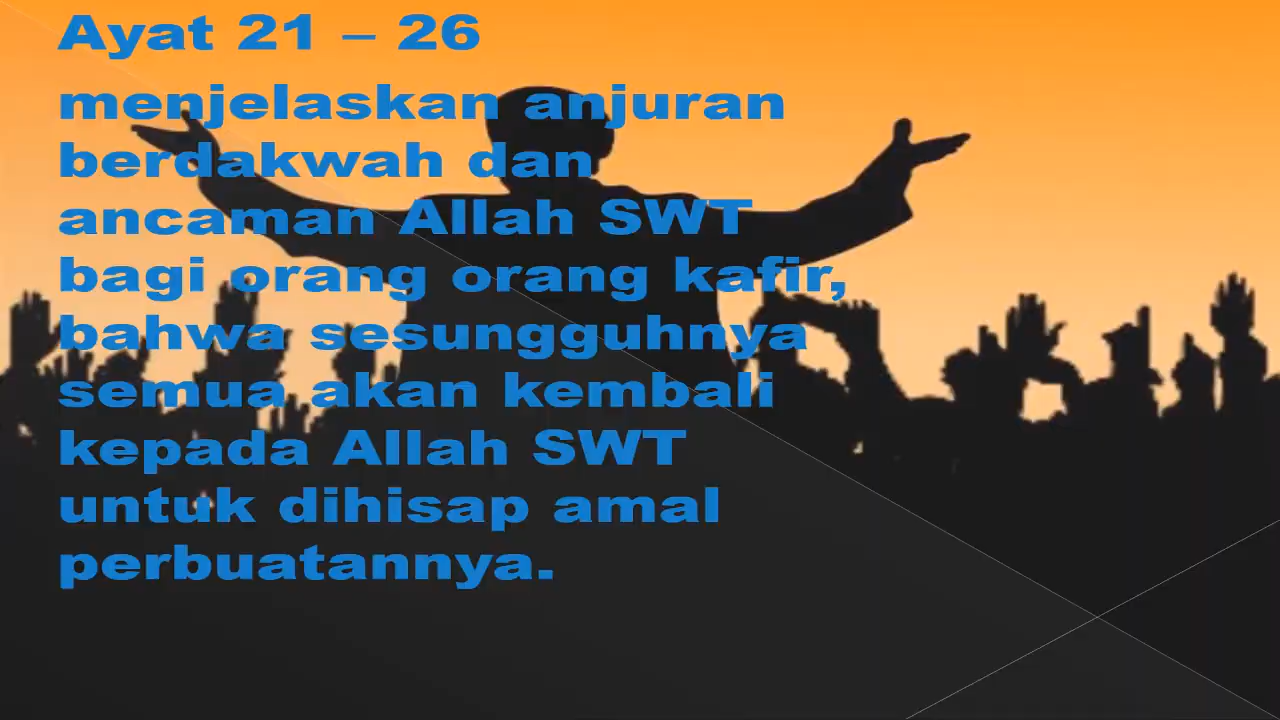 Ayat 21 – 26
menjelaskan anjuran
berdakwah dan
ancaman Allah SWT
bagi orang orang kafir,
bahwa sesungguhnya
semua akan kembali
kepada Allah SWT
untuk dihisap amal
perbuatannya.